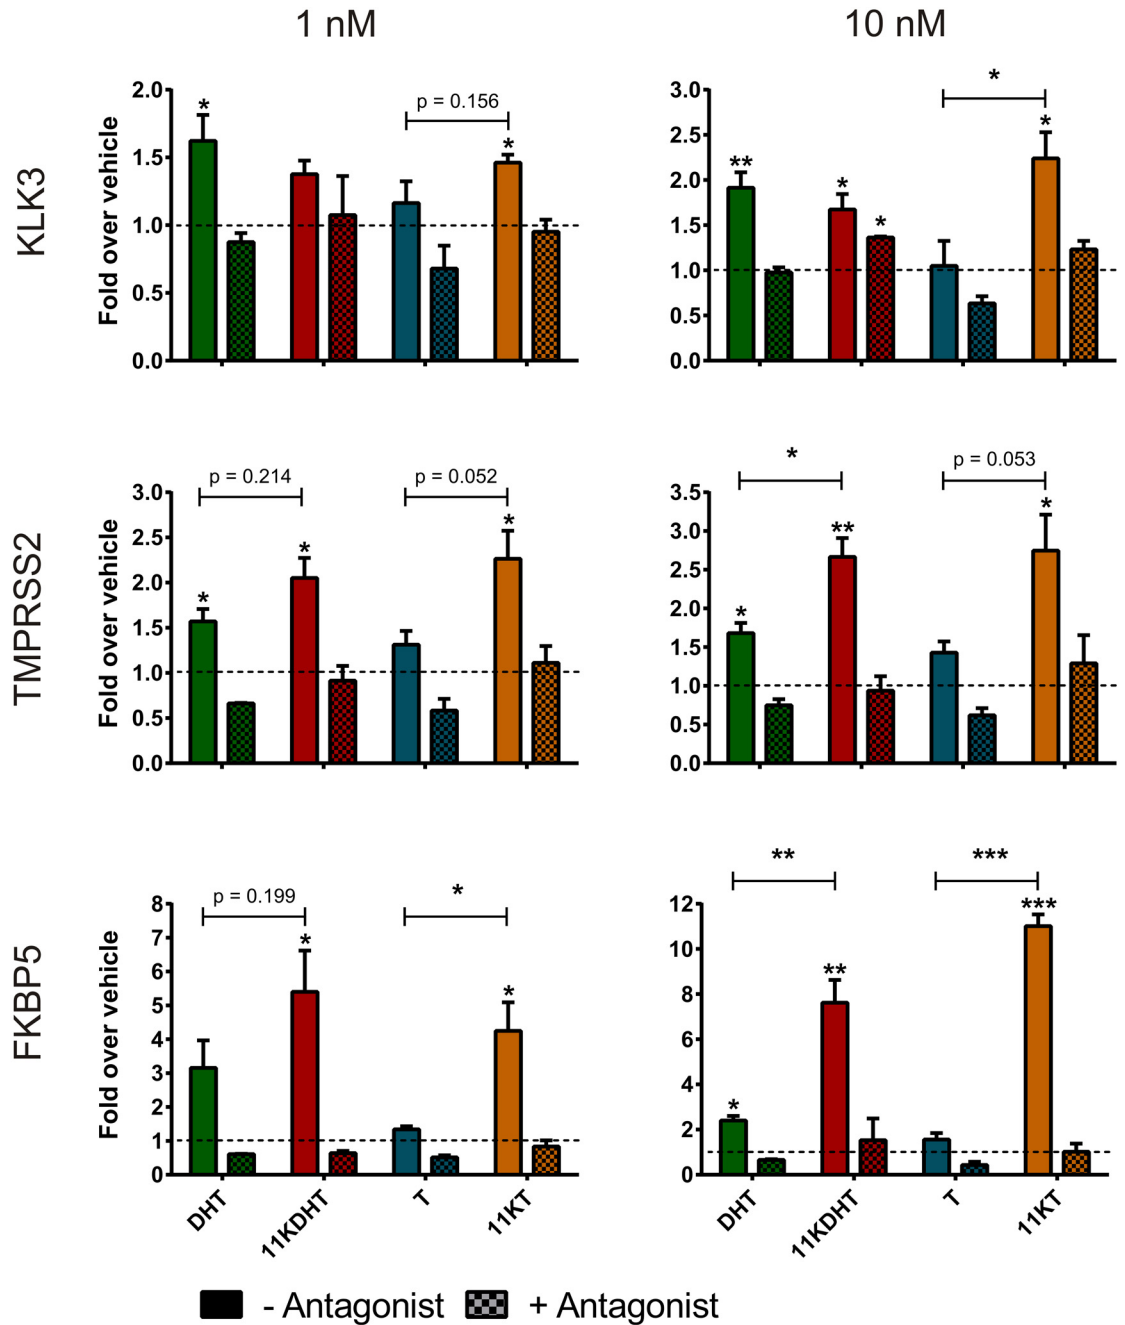 1 nM
10 nM
KLK3
Fold over vehicle
2.0
1.5
1.0
0.5
0.0
*
p = 0.156
*
3.0
2.5
2.0
1.5
1.0
0.5
0.0
**
*
*
*
*
TMPRSS2
Fold over vehicle
3.0
2.5
2.0
1.5
1.0
0.5
0.0
p = 0.214
p = 0.052
*
*
*
3.5
3.0
2.5
2.0
1.5
1.0
0.5
0.0
*
p = 0.053
*
**
*
FKBP5
Fold over vehicle
8
7
6
5
4
3
2
1
0
p = 0.199
*
*
*
DHT
11KDHT
T
11KT
12
10
8
6
4
2
0
**
***
*
**
***
DHT
11KDHT
T
11KT
- Antagonist
+ Antagonist